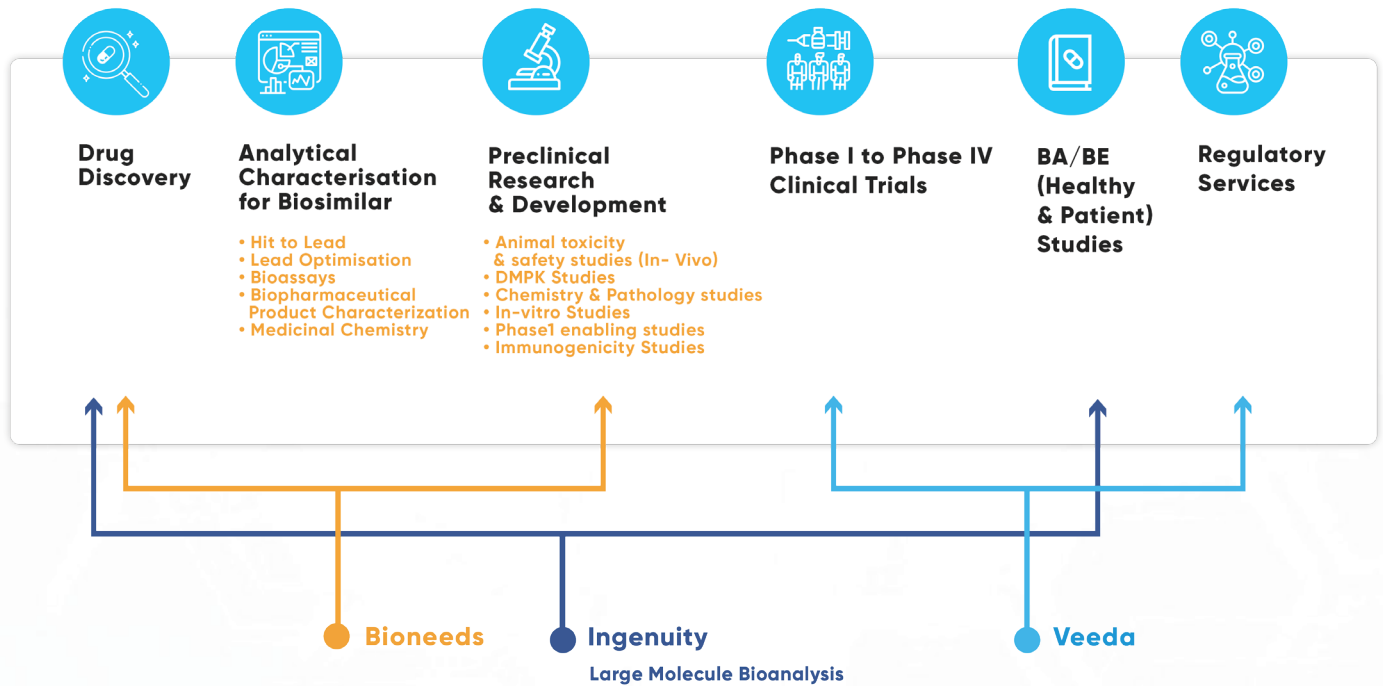 Drug
Discovery
Analytical
Characterisation
for Biosimilar
• Hit to Lead
• Lead Optimisation
• Bioassays
• Biopharmaceutical
Product Characterization
• Medicinal Chemistry
Preclinical
Research
& Development
• Animal toxicity
& safety studies (In- Vivo)
• DMPK Studies
• Chemistry & Pathology studies
• In-vitro Studies
• Phase1 enabling studies
• Immunogenicity Studies
Phase I to Phase IV
Clinical Trials
BA/BE
(Healthy
& Patient)
Studies
Regulatory
Services
Bioneeds
Ingenuity
Large Molecule Bioanalysis
Veeda